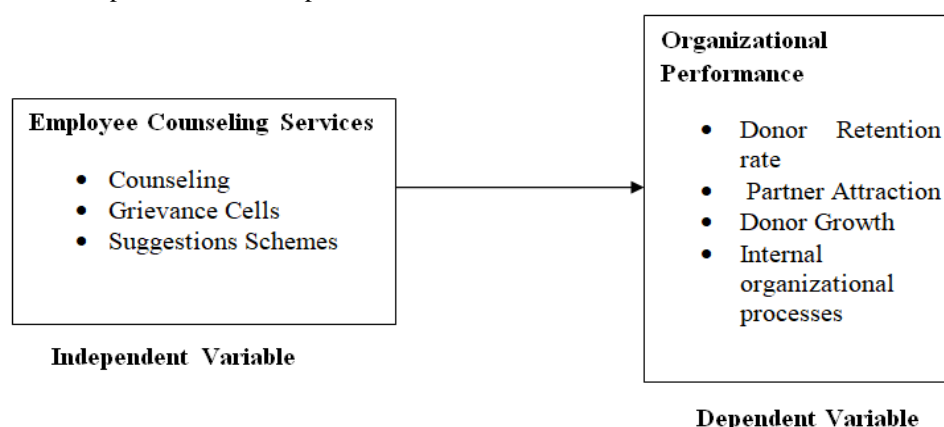 Employee Counseling Services
• Counseling
• Grievance Cells
• Suggestions Schemes
Independent Variable
Organizational
Performance
• Donor Retention
rate
• Partner Attraction
• Donor Growth
• Internal
organizational
processes
Dependent Variable